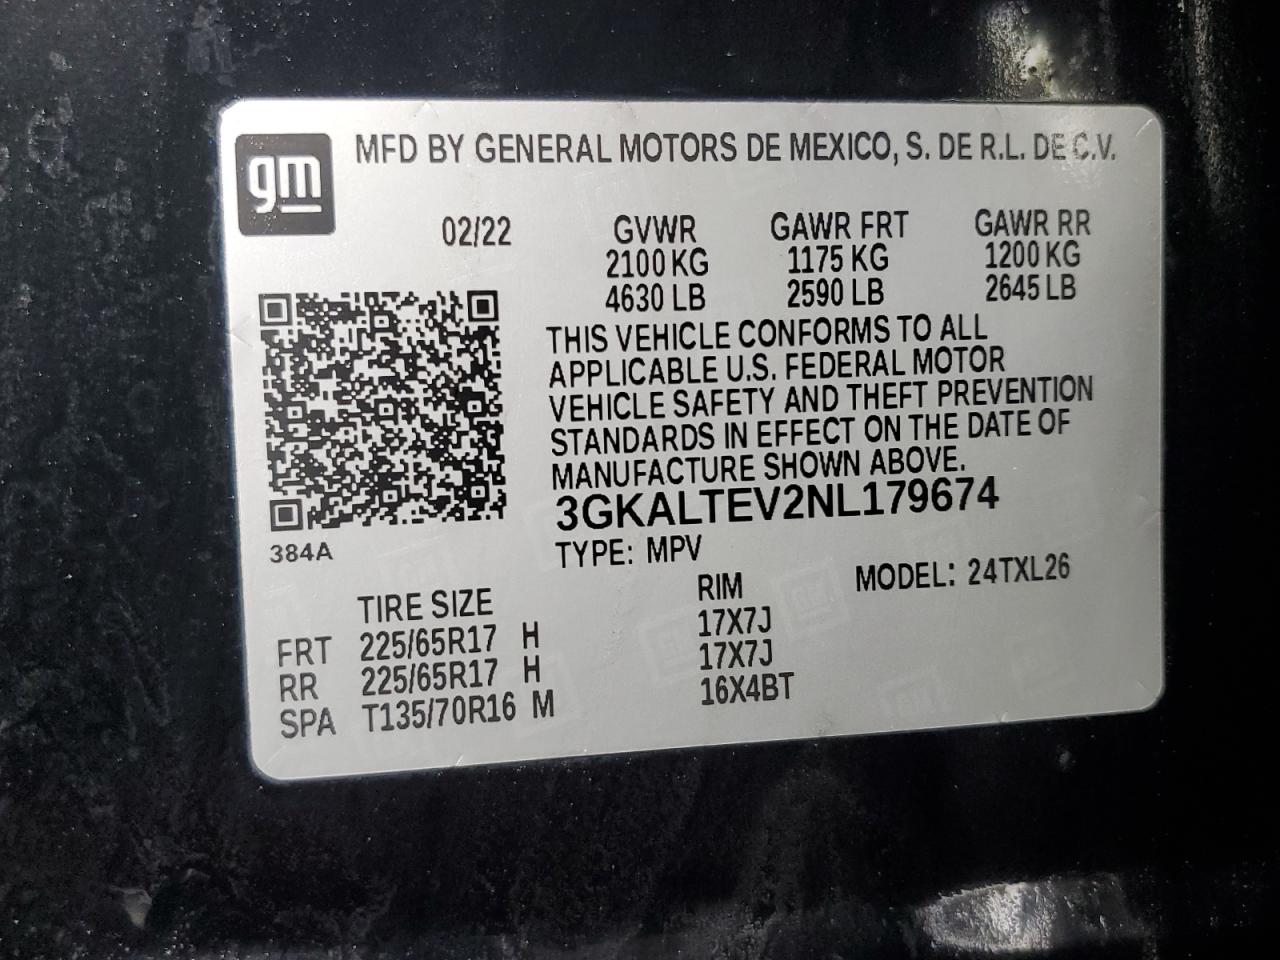 gm
MFD BY GENERAL MOTORS DE MEXICO, S. DE R.L. DE C.V.
02/22 GVWR GAWR FRT GAWR RR
2100 KG 1175 KG 1200 KG
4630 LB 2590 LB 2645 LB
THIS VEHICLE CONFORMS TO ALL
APPLICABLE U.S. FEDERAL MOTOR
VEHICLE SAFETY AND THEFT PREVENTION
STANDARDS IN EFFECT ON THE DATE OF
MANUFACTURE SHOWN ABOVE.
3GKALTEV2NL179674
384A
TYPE: MPV MODEL: 24TXL26
TIRE SIZE RIM
FRT 225/65R17 H 17X7J
RR 225/65R17 H 17X7J
SPA T135/70R16 M 16X4BT